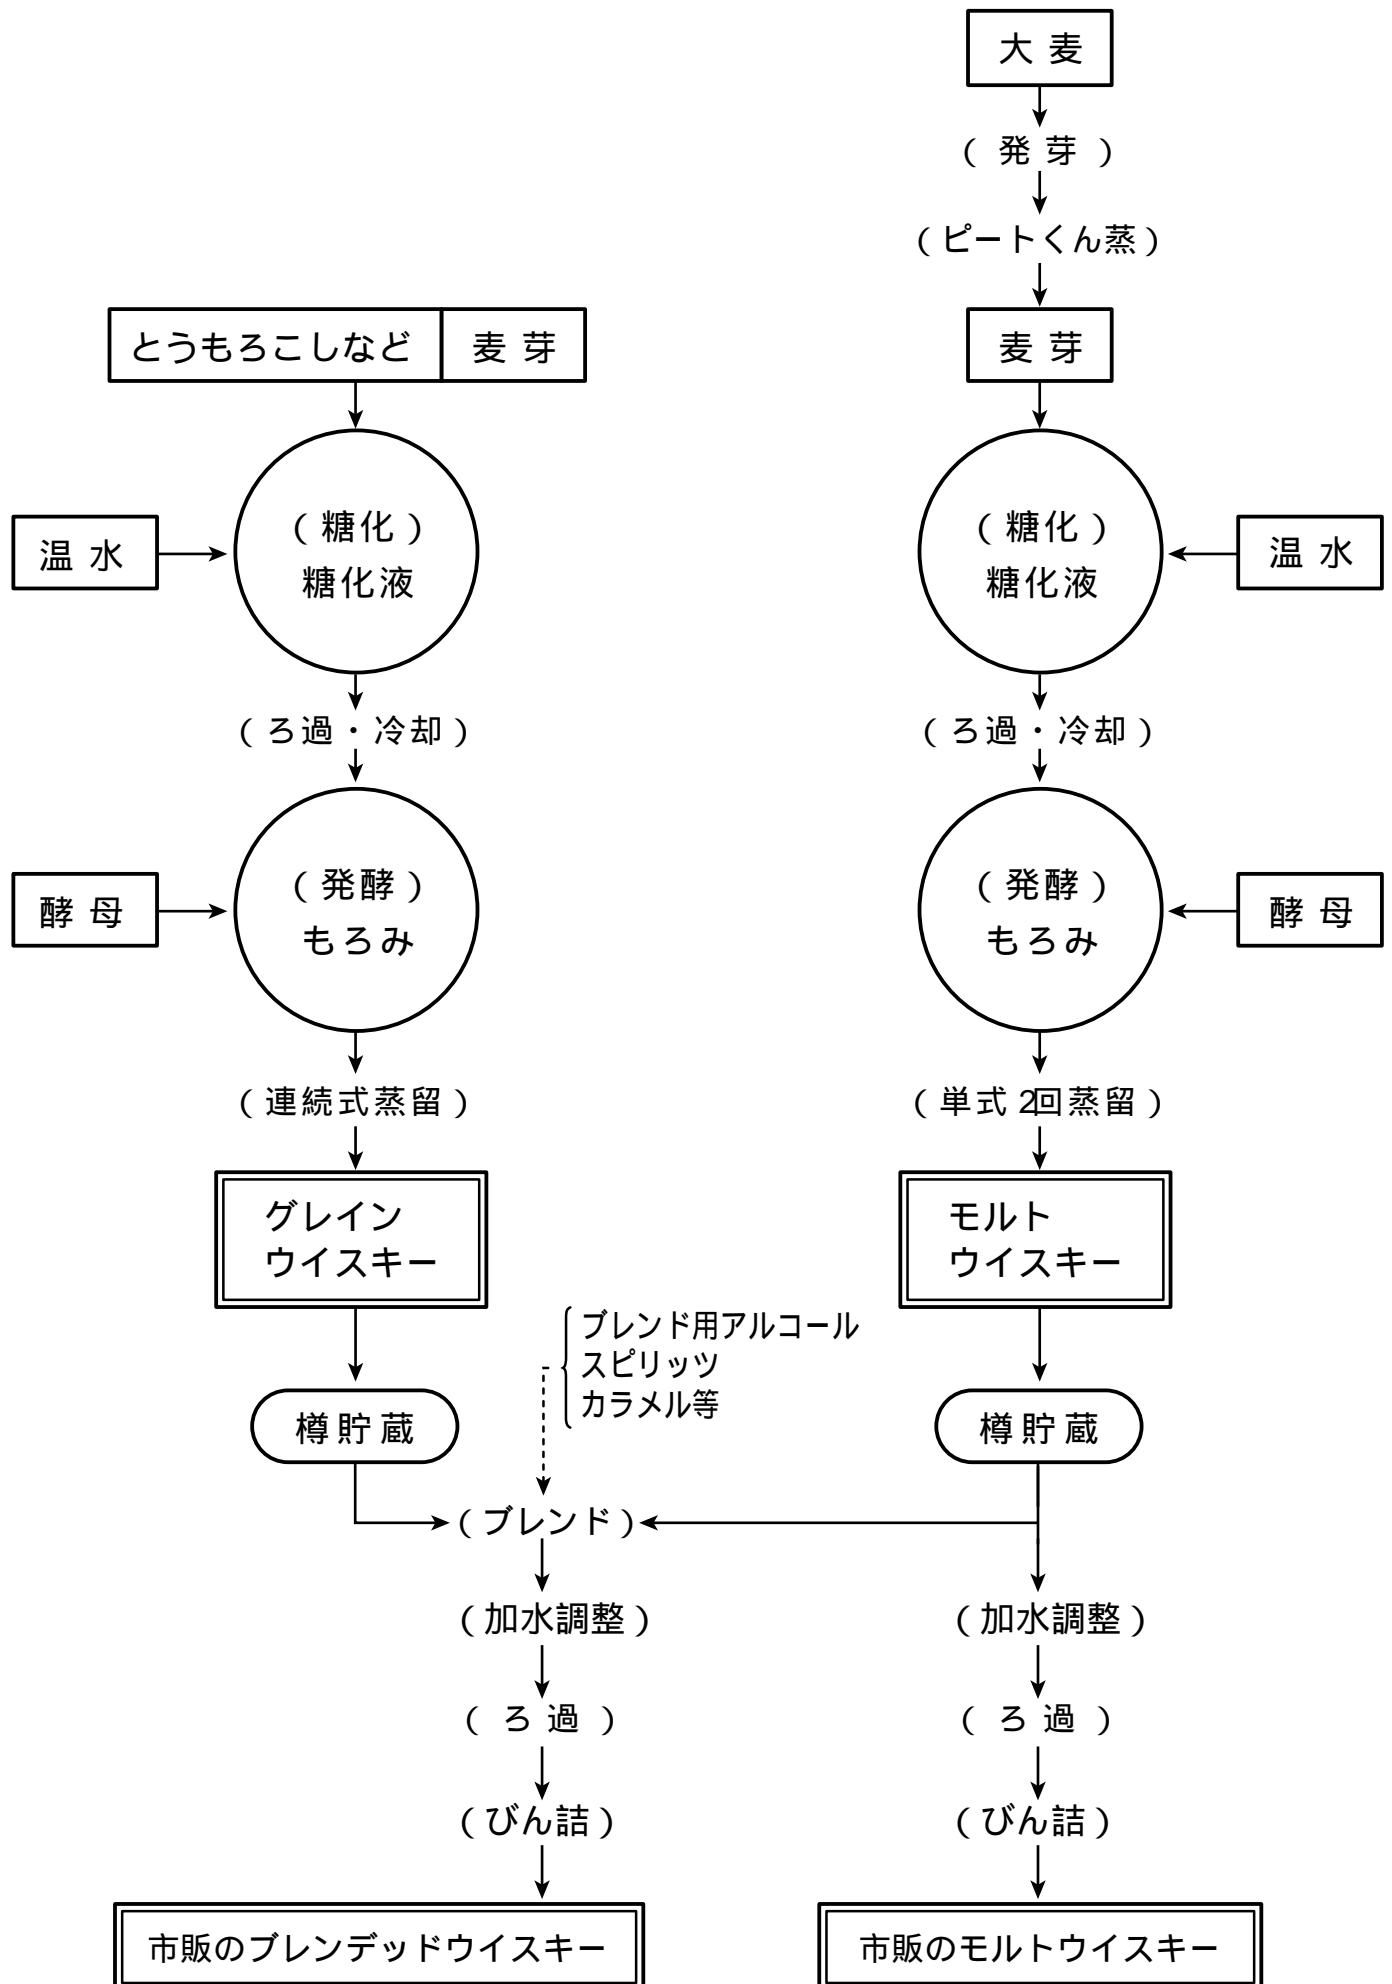 大麦
(発芽)
(ピートくん蒸)
とうもろこしなど 麦芽
麦芽
温水
(糖化)
糖化液
(糖化)
糖化液
温水
(ろ過・冷却)
(ろ過・冷却)
酵母
(発酵)
もろみ
(発酵)
もろみ
酵母
(連続式蒸留)
(単式2回蒸留)
グレイン
ウイスキー
モルト
ウイスキー
ブレンド用アルコール
スピリッツ
カラメル等
樽貯蔵
樽貯蔵
(ブレンド)
(加水調整)
(加水調整)
(ろ過)
(ろ過)
(びん詰)
(びん詰)
市販のブレンデッドウイスキー
市販のモルトウイスキー